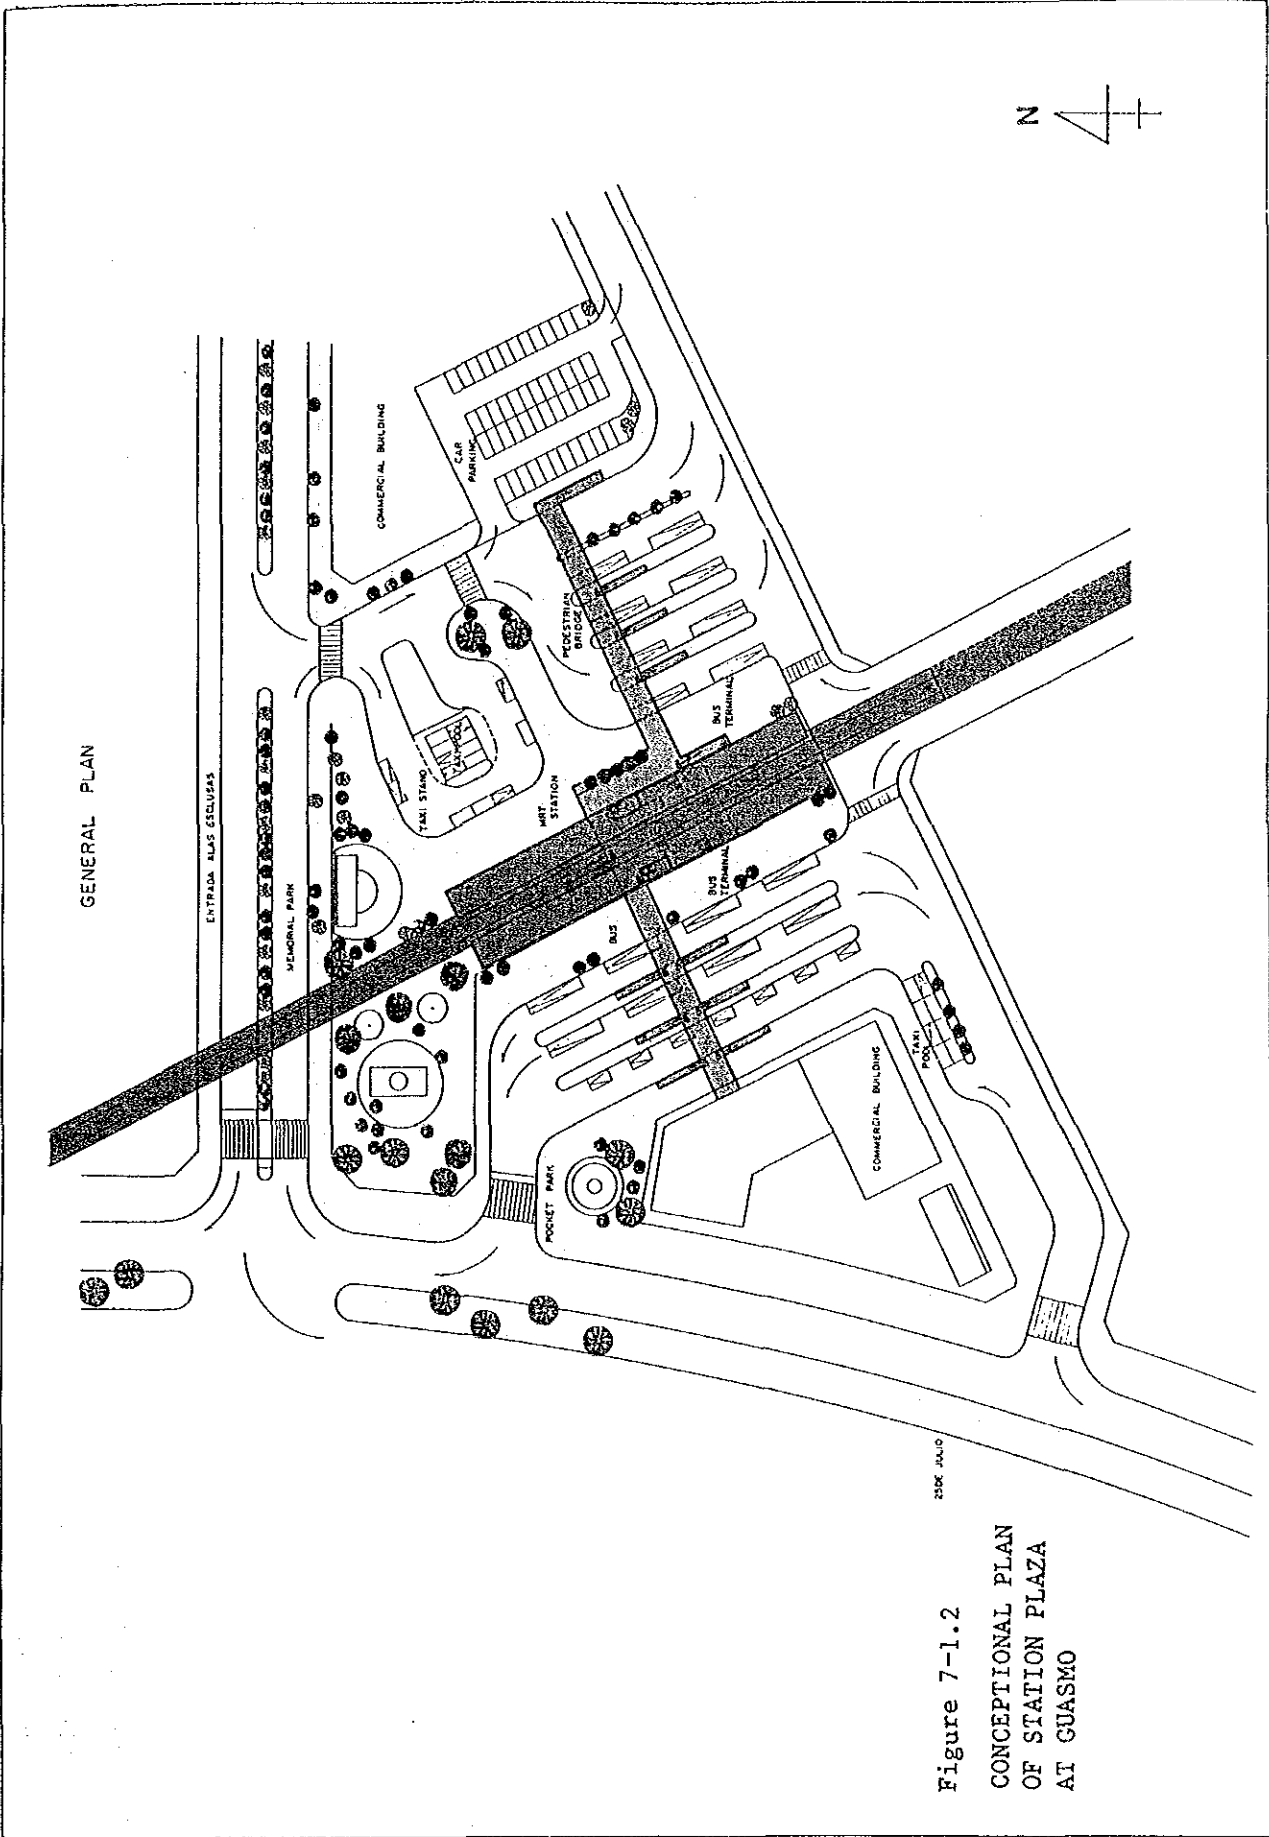 GENERAL PLAN
N
ENTRADA ALAS ESCLUSAS
MEMORIAL PARK
COMMERCIAL BUILDING
CAR
PARKING
TAXI STAND
TAXI POOL
PEDESTRIAN
BRIDGE
MRT
STATION
BUS
TERMINAL
BUS
BUS
TERMINAL
POCKET PARK
COMMERCIAL BUILDING
TAXI
POOL
25DE JULIO
Figure 7-1.2
CONCEPTIONAL PLAN
OF STATION PLAZA
AT GUASMO